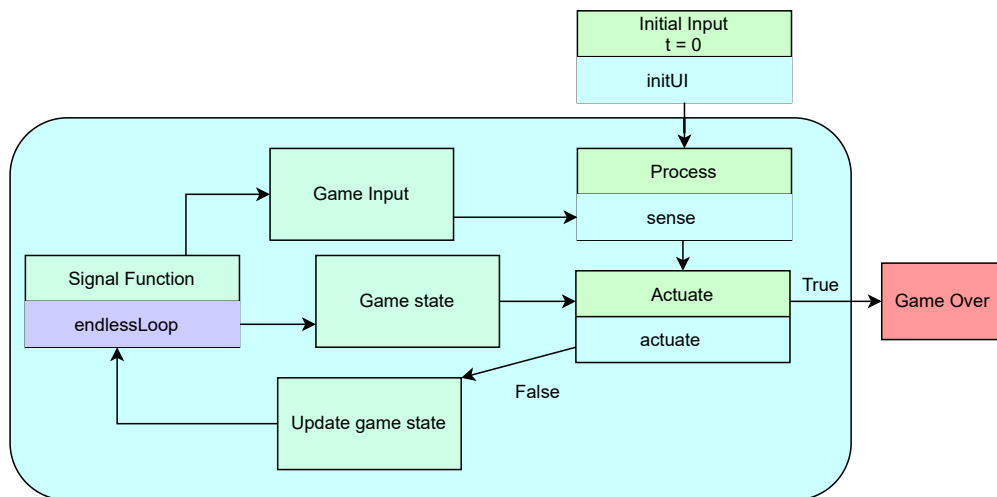 Initial Input
t = 0
initUI
Process
sense
Game Input
Signal Function
endlessLoop
Game state
Actuate
actuate
True
Game Over
False
Update game state